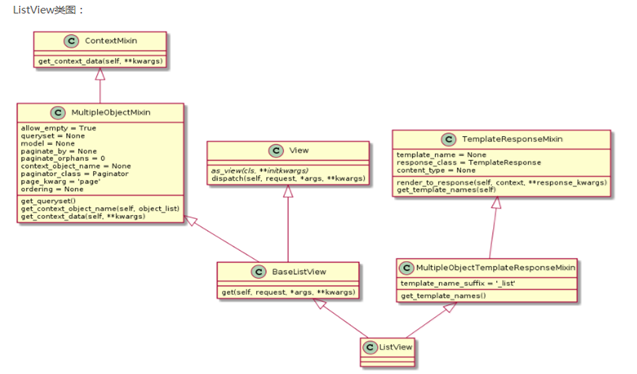 ListView类图：
C ContextMixin
get_context_data(self, **kwargs)
C MultipleObjectMixin
allow_empty = True
queryset = None
model = None
paginate_by = None
paginate_orphans = 0
context_object_name = None
paginator_class = Paginator
page_kwarg = 'page'
ordering = None
get_queryset()
get_context_object_name(self, object_list)
get_context_data(self, **kwargs)
C View
as_view(cls, **initkwargs)
dispatch(self, request, *args, **kwargs)
C TemplateResponseMixin
template_name = None
response_class = TemplateResponse
content_type = None
render_to_response(self, context, **response_kwargs)
get_template_names(self)
C BaseListView
get(self, request, *args, **kwargs)
C MultipleObjectTemplateResponseMixin
template_name_suffix = '_list'
get_template_names()
C ListView